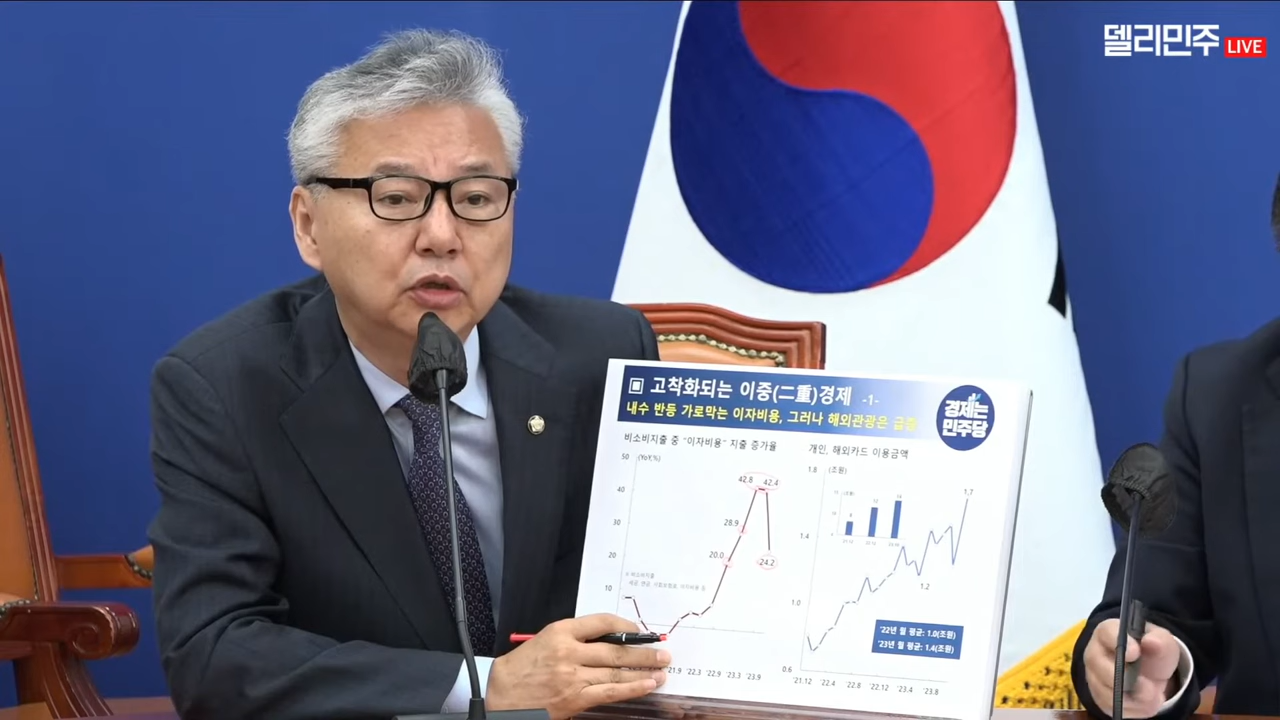 델리민주 LIVE
▣ 고착화되는 이중(二重)경제 -1-
내수 반등 가로막는 이자비용, 그러나 해외관광은 급증
경제는
민주당
비소비지출 중 "이자비용" 지출 증가율
(YoY,%)
50
40
30
20
10
42.8
42.4
28.9
20.0
24.2
※ 비소비지출
'21.9 '22.3 '22.9 '23.3 '23.9
개인, 해외카드 이용금액
(조원)
1.8
1.4
1.0
0.6
1.7
1.2
'22년 월 평균: 1.0(조원)
'23년 월 평균: 1.4(조원)
'21.12 '22.4 '22.8 '22.12 '23.4 '23.8